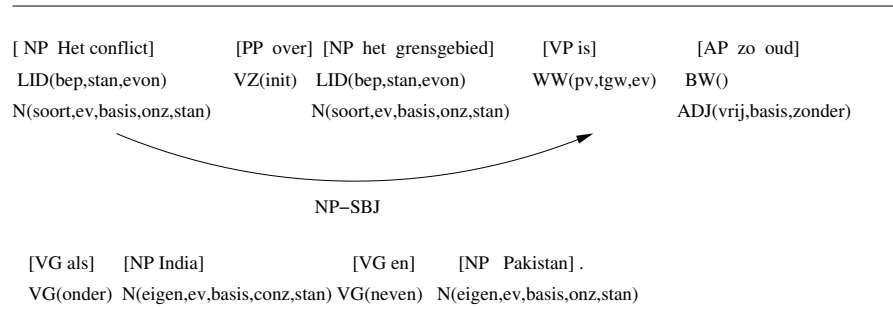 [ NP Het conflict] [PP over] [NP het grensgebied] [VP is] [AP zo oud]
LID(bep,stan,evon) VZ(init) LID(bep,stan,evon) WW(pv,tgw,ev) BW()
N(soort,ev,basis,onz,stan) N(soort,ev,basis,onz,stan) ADJ(vrij,basis,zonder)
NP−SBJ
[VG als] [NP India] [VG en] [NP Pakistan] .
VG(onder) N(eigen,ev,basis,conz,stan) VG(neven) N(eigen,ev,basis,onz,stan)